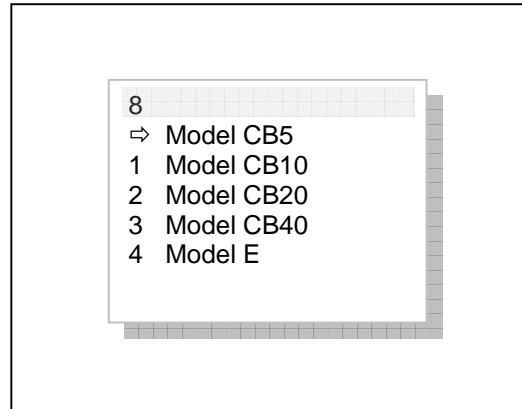 8
⇨ Model CB5
1 Model CB10
2 Model CB20
3 Model CB40
4 Model E